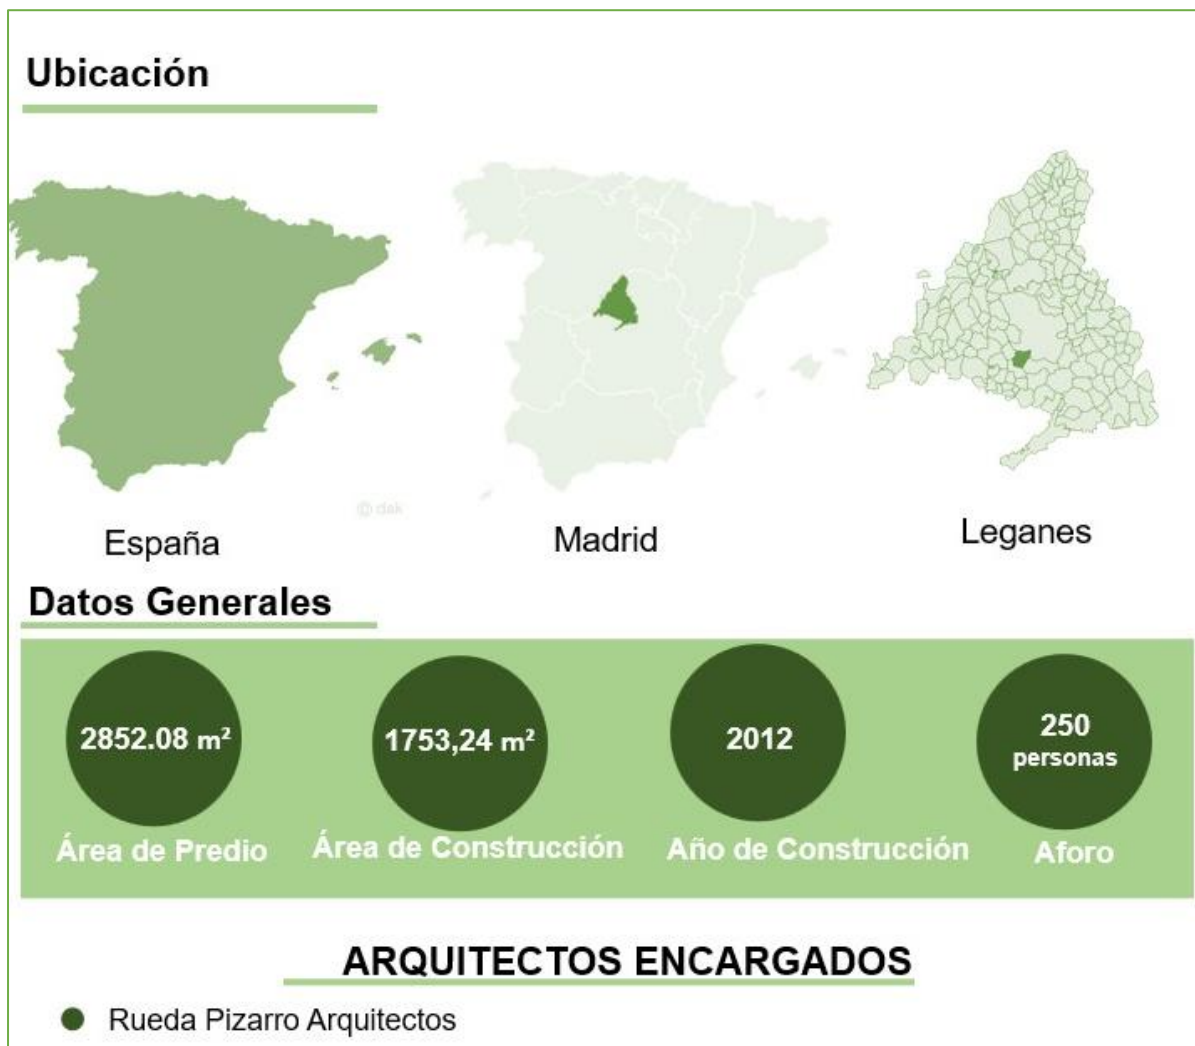 Ubicación
© dak
España
Madrid
Leganes
Datos Generales
2852.08 m²
1753,24 m²
2012
250
personas
Área de Predio
Área de Construcción
Año de Construcción
Aforo
ARQUITECTOS ENCARGADOS
Rueda Pizarro Arquitectos